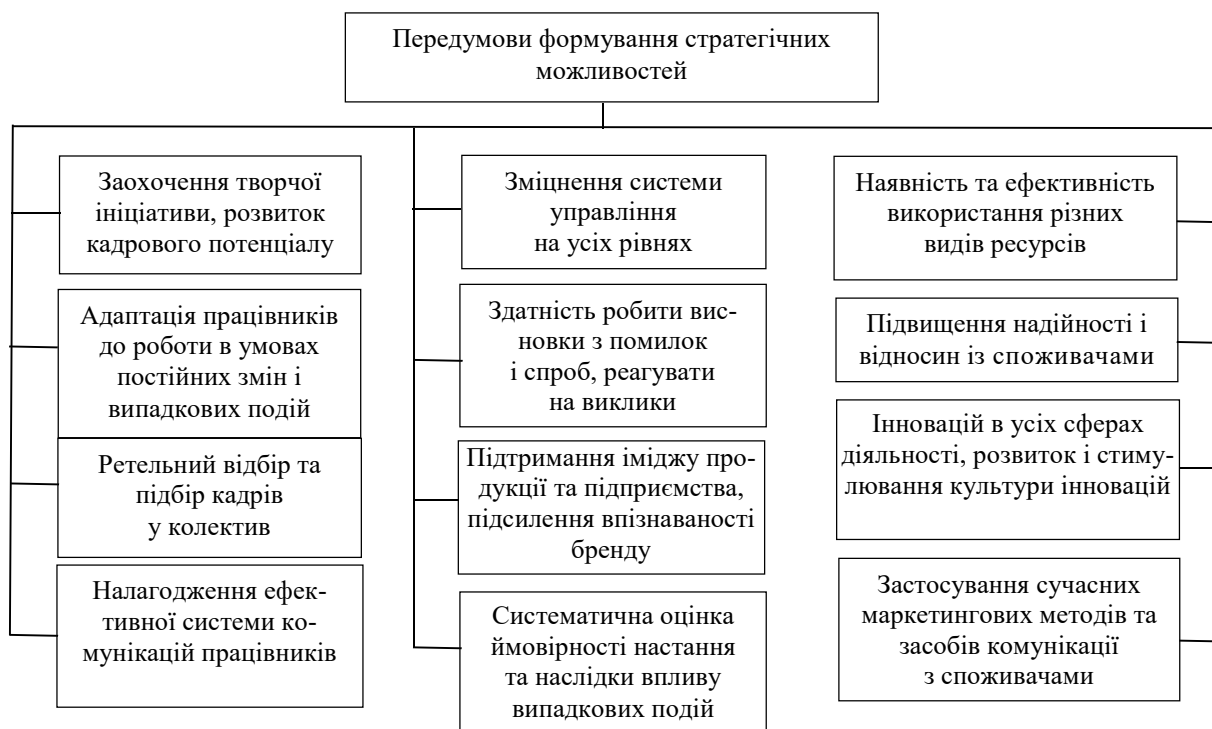 Передумови формування стратегічних
можливостей
Заохочення творчої
ініціативи, розвиток
кадрового потенціалу
Адаптація працівників
до роботи в умовах
постійних змін і
випадкових подій
Ретельний відбір та
підбір кадрів
у колектив
Налагодження ефек-
тивної системи ко-
мунікацій працівників
Зміцнення системи
управління
на усіх рівнях
Здатність робити вис-
новки з помилок
і спроб, реагувати
на виклики
Підтримання іміджу про-
дукції та підприємства,
підсилення впізнаваності
бренду
Систематична оцінка
ймовірності настання
та наслідки впливу
випадкових подій
Наявність та ефективність
використання різних
видів ресурсів
Підвищення надійності і
відносин із споживачами
Інновацій в усіх сферах
діяльності, розвиток і стиму-
лювання культури інновацій
Застосування сучасних
маркетингових методів та
засобів комунікації
з споживачами